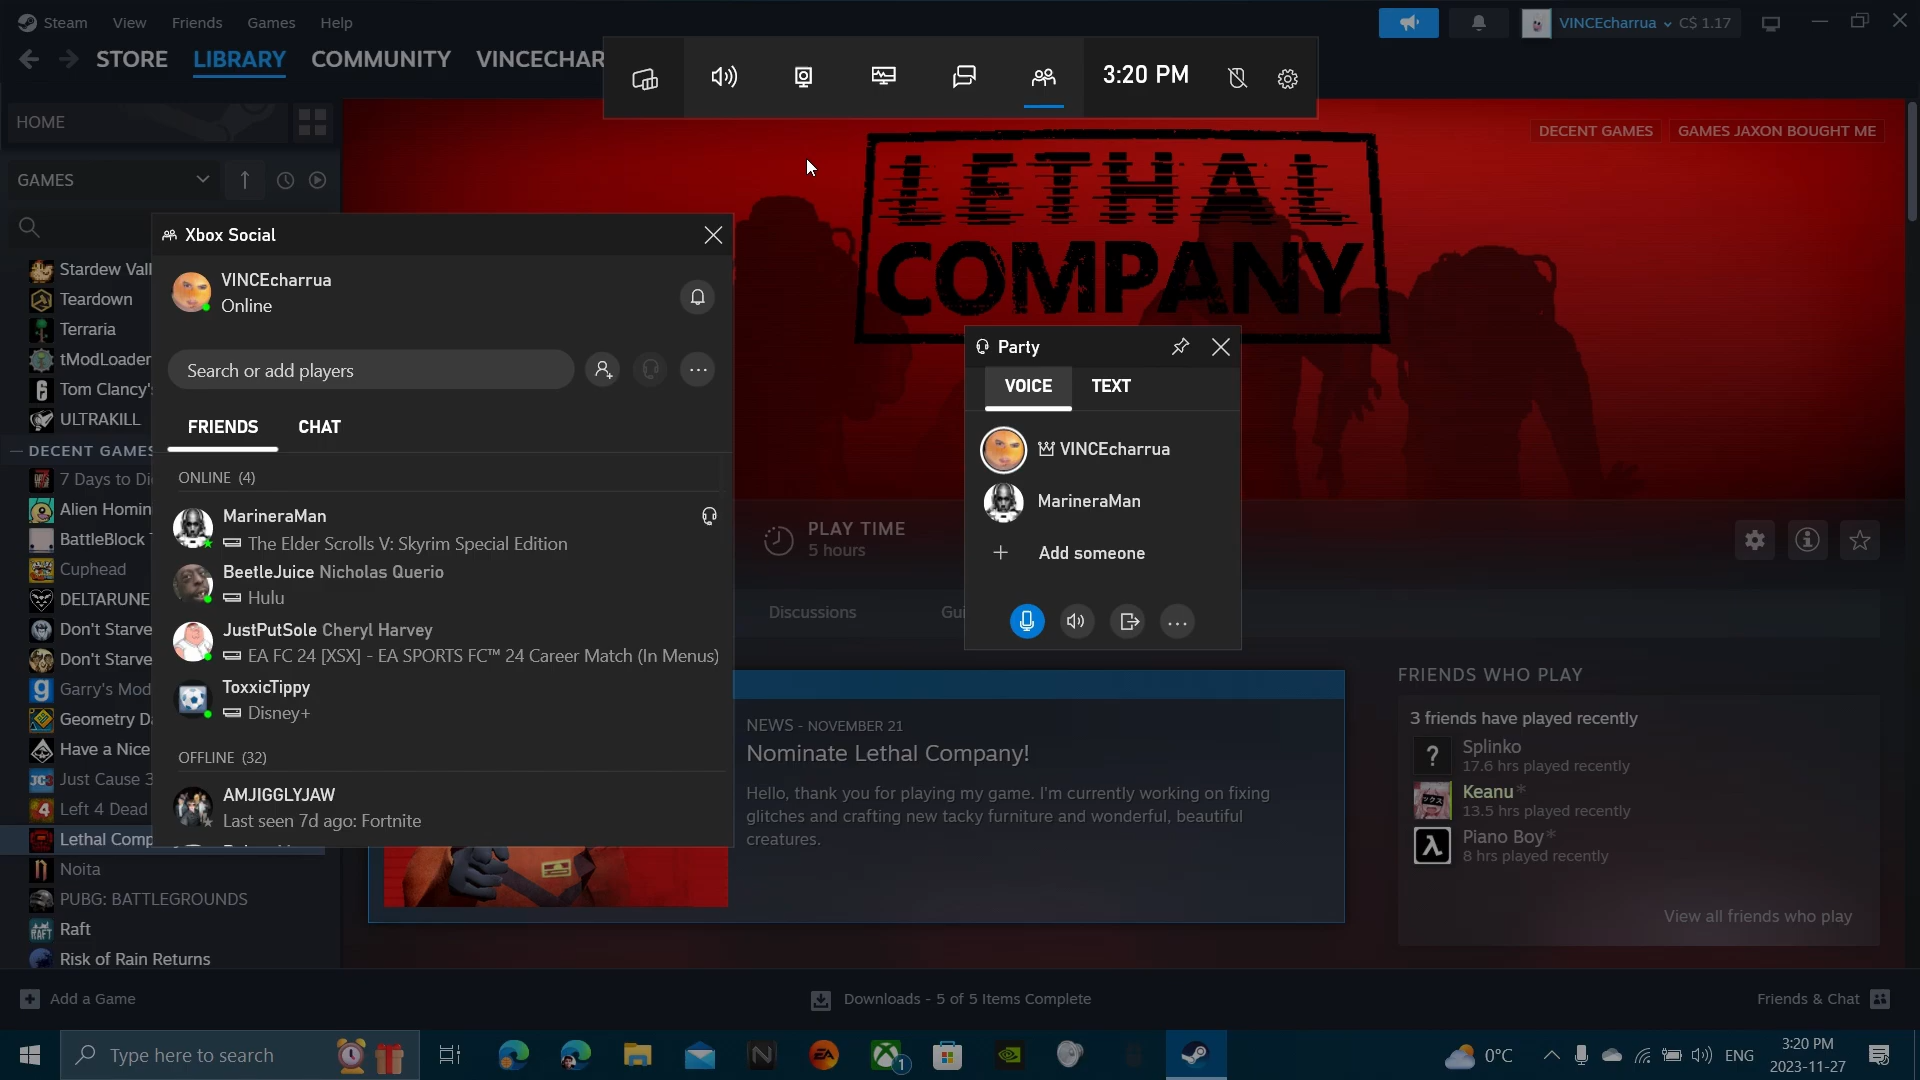 Steam View Friends Games Help
VINCEcharrua C$ 1.17
STORE LIBRARY COMMUNITY VINCECHAR
3:20 PM
HOME
DECENT GAMES GAMES JAXON BOUGHT ME
LETHAL
COMPANY
GAMES
Stardew Vall
Teardown
Terraria
tModLoader
Tom Clancy's
ULTRAKILL
DECENT GAMES
7 Days to Di
Alien Homin
BattleBlock T
Cuphead
DELTARUNE
Don't Starve
Don't Starve
Garry's Mod
Geometry Da
Have a Nice
Just Cause 3
Left 4 Dead
Lethal Comp
Noita
PUBG: BATTLEGROUNDS
Raft
Risk of Rain Returns
Xbox Social
VINCEcharrua
Online
Search or add players
FRIENDS CHAT
ONLINE (4)
MarineraMan
The Elder Scrolls V: Skyrim Special Edition
BeetleJuice Nicholas Querio
Hulu
JustPutSole Cheryl Harvey
EA FC 24 [XSX] - EA SPORTS FC™ 24 Career Match (In Menus)
ToxxicTippy
Disney+
OFFLINE (32)
AMJIGGLYJAW
Last seen 7d ago: Fortnite
Party
VOICE TEXT
VINCEcharrua
MarineraMan
+ Add someone
PLAY TIME
5 hours
Discussions Gui
NEWS - NOVEMBER 21
Nominate Lethal Company!
Hello, thank you for playing my game. I'm currently working on fixing
glitches and crafting new tacky furniture and wonderful, beautiful
creatures.
FRIENDS WHO PLAY
3 friends have played recently
?
Splinko
17.6 hrs played recently
Keanu*
13.5 hrs played recently
Piano Boy*
8 hrs played recently
View all friends who play
Add a Game
Downloads - 5 of 5 Items Complete
Friends & Chat
Type here to search
EA
1
0°C
ENG
3:20 PM
2023-11-27